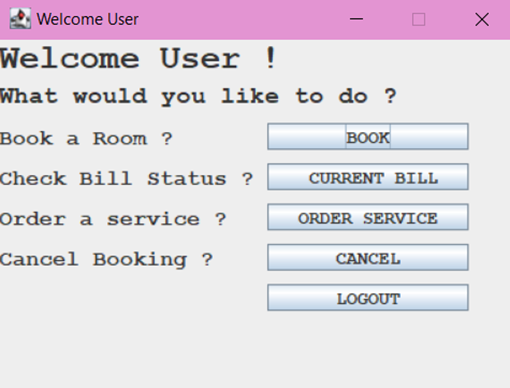 Welcome User
Welcome User !
What would you like to do ?
Book a Room ? BOOK
Check Bill Status ? CURRENT BILL
Order a service ? ORDER SERVICE
Cancel Booking ? CANCEL
LOGOUT